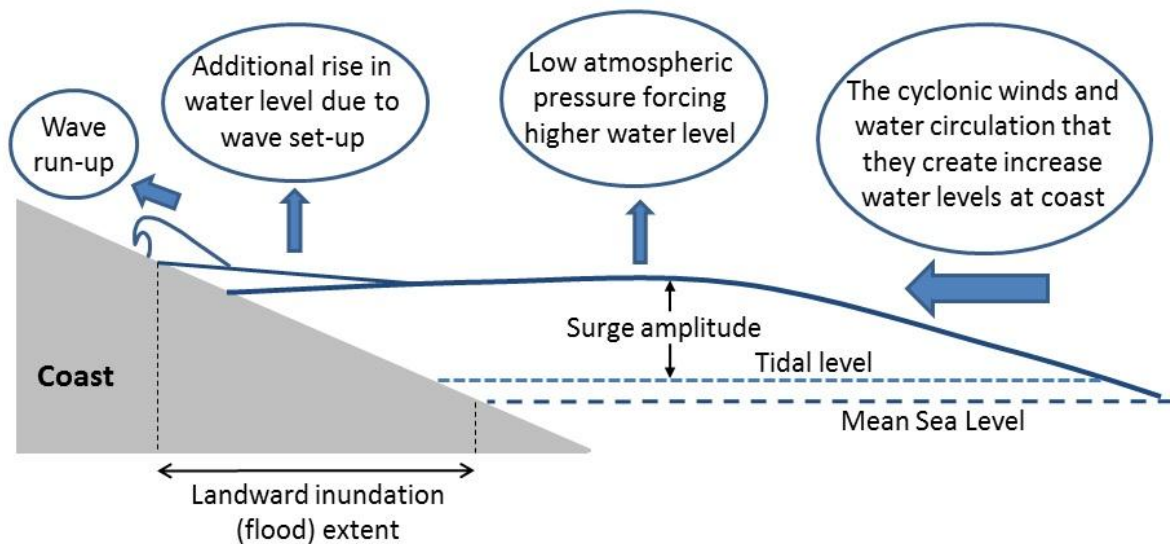 Wave
run-up
Additional rise in
water level due to
wave set-up
Low atmospheric
pressure forcing
higher water level
The cyclonic winds and
water circulation that
they create increase
water levels at coast
Surge amplitude
Tidal level
Coast
Mean Sea Level
Landward inundation
(flood) extent